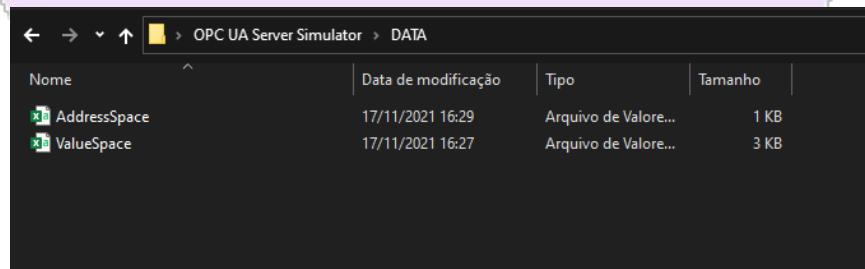 OPC UA Server Simulator > DATA
Nome Data de modificação Tipo Tamanho
AddressSpace 17/11/2021 16:29 Arquivo de Valore... 1 KB
ValueSpace 17/11/2021 16:27 Arquivo de Valore... 3 KB